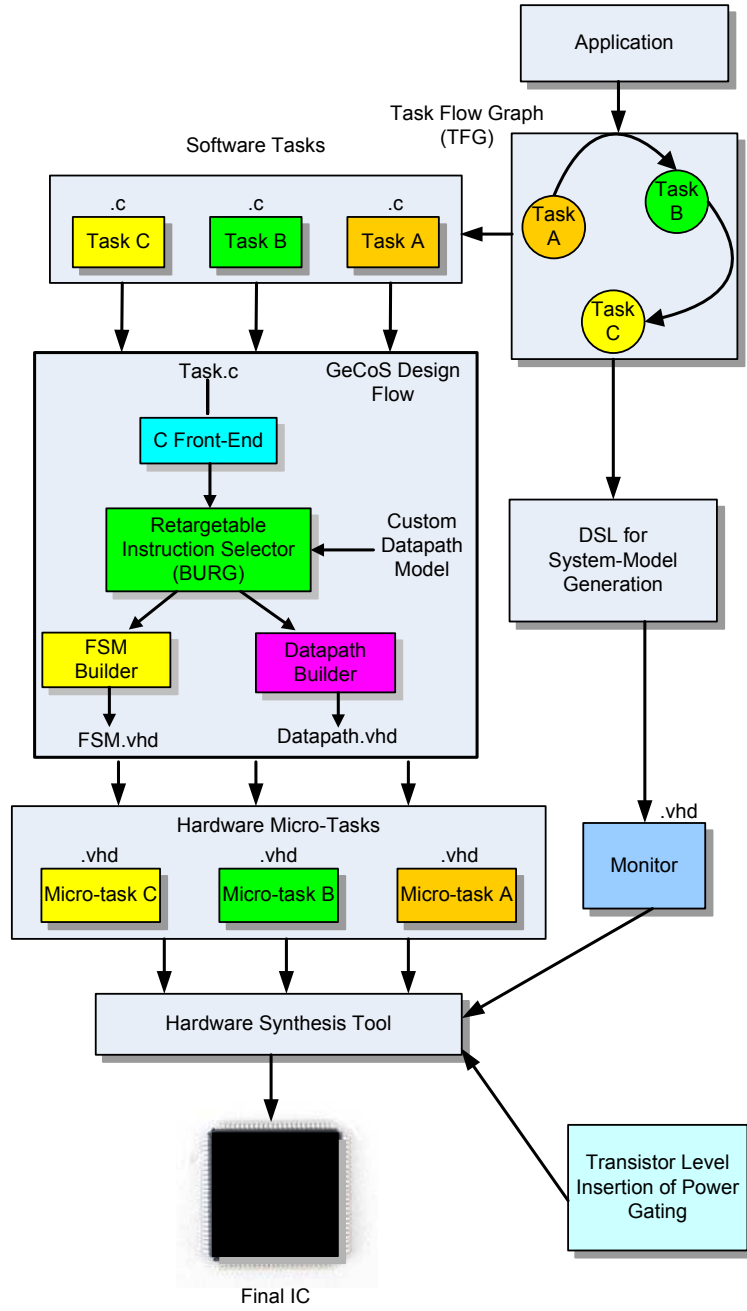 Application
Task Flow Graph
(TFG)
Software Tasks
.c
.c
.c
Task C
Task B
Task A
Task
A
Task
B
Task
C
GeCoS Design
Flow
Task.c
C Front-End
Retargetable
Instruction Selector
(BURG)
Custom
Datapath
Model
FSM
Builder
Datapath
Builder
FSM.vhd
Datapath.vhd
DSL for
System-Model
Generation
.vhd
Monitor
Hardware Micro-Tasks
.vhd
.vhd
.vhd
Micro-task C
Micro-task B
Micro-task A
Hardware Synthesis Tool
Transistor Level
Insertion of Power
Gating
Final IC